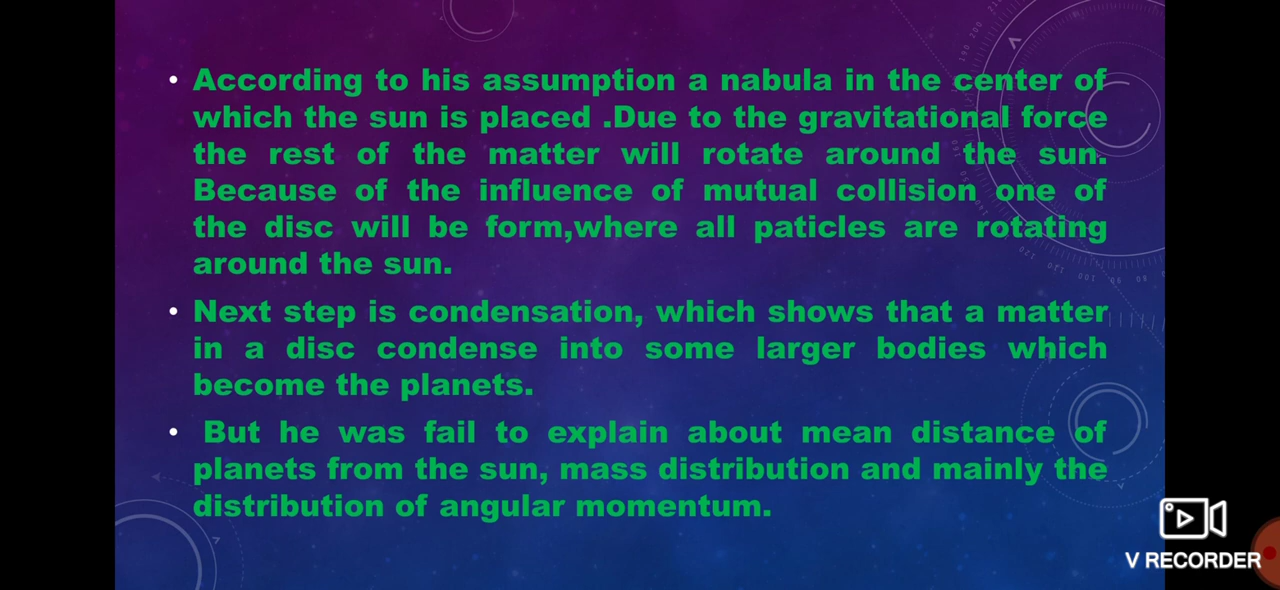 • According to his assumption a nabula in the center of
which the sun is placed .Due to the gravitational force
the rest of the matter will rotate around the sun.
Because of the influence of mutual collision one of
the disc will be form,where all paticles are rotating
around the sun.
• Next step is condensation, which shows that a matter
in a disc condense into some larger bodies which
become the planets.
• But he was fail to explain about mean distance of
planets from the sun, mass distribution and mainly the
distribution of angular momentum.
V RECORDER